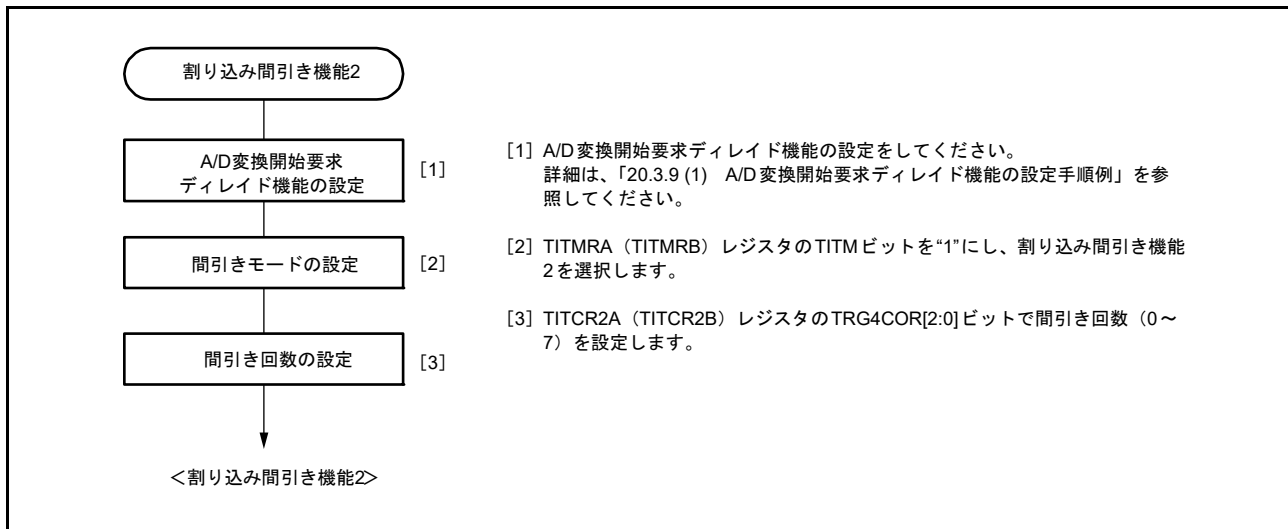 割り込み間引き機能2
A/D変換開始要求
ディレイド機能の設定
[1]
間引きモードの設定
[2]
間引き回数の設定
[3]
＜割り込み間引き機能2＞
[1] A/D変換開始要求ディレイド機能の設定をしてください。
詳細は、「20.3.9 (1) A/D変換開始要求ディレイド機能の設定手順例」を参
照してください。
[2] TITMRA（TITMRB）レジスタのTITMビットを“1”にし、割り込み間引き機能
2を選択します。
[3] TITCR2A（TITCR2B）レジスタのTRG4COR[2:0]ビットで間引き回数（0～
7）を設定します。